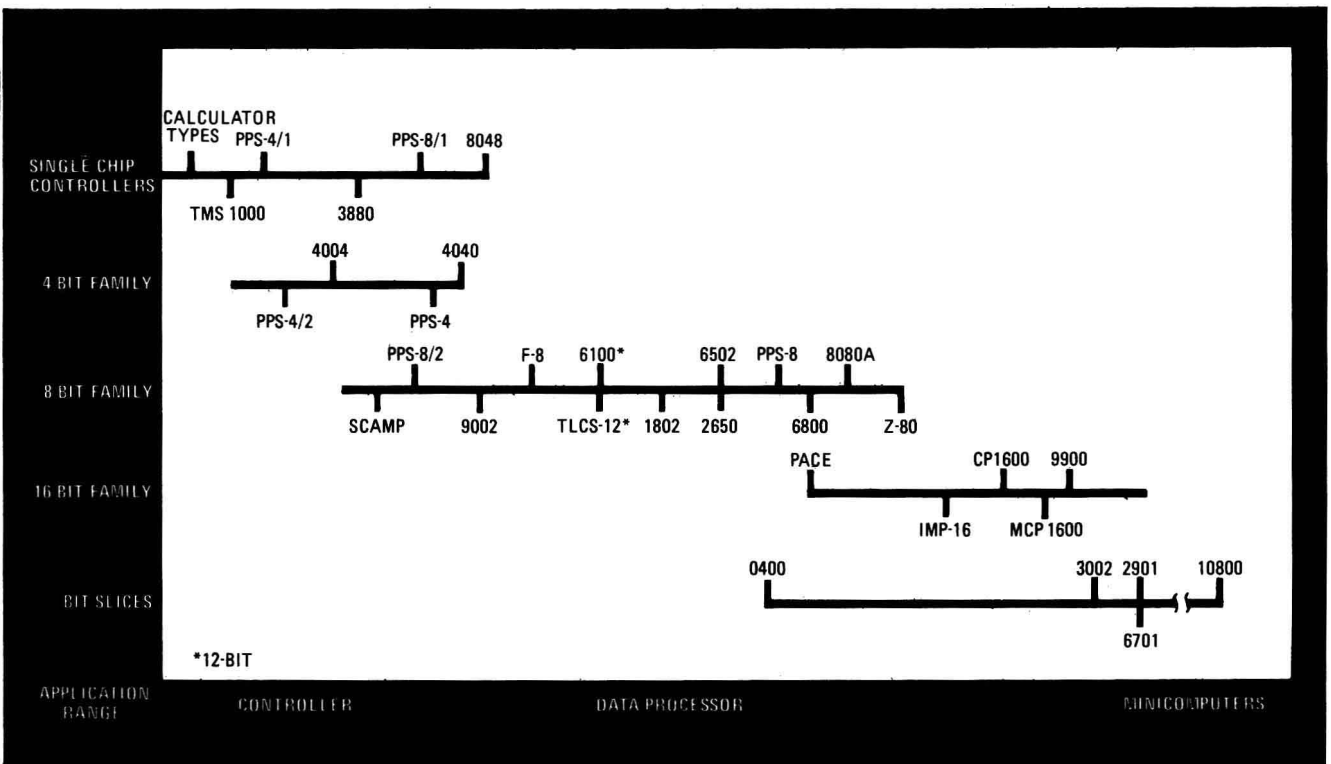 CALCULATOR
TYPES PPS-4/1 PPS-8/1 8048
SINGLE CHIP
CONTROLLERS
TMS 1000 3880
4004 4040
4 BIT FAMILY
PPS-4/2 PPS-4
PPS-8/2 F-8 6100* 6502 PPS-8 8080A
8 BIT FAMILY
SCAMP 9002 TLCS-12* 1802 2650 6800 Z-80
PACE CP1600 9900
16 BIT FAMILY
IMP-16 MCP 1600
0400 3002 2901 10800
BIT SLICES
6701
*12-BIT
APPLICATION
RANGE
CONTROLLER DATA PROCESSOR MINICOMPUTERS